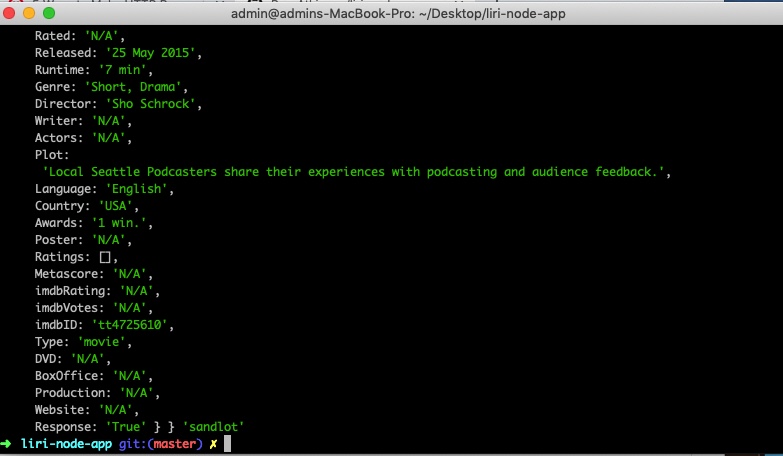 admin@admins-MacBook-Pro: ~/Desktop/liri-node-app
Rated: 'N/A',
Released: '25 May 2015',
Runtime: '7 min',
Genre: 'Short, Drama',
Director: 'Sho Schrock',
Writer: 'N/A',
Actors: 'N/A',
Plot:
'Local Seattle Podcasters share their experiences with podcasting and audience feedback.',
Language: 'English',
Country: 'USA',
Awards: '1 win.',
Poster: 'N/A',
Ratings: [],
Metascore: 'N/A',
imdbRating: 'N/A',
imdbVotes: 'N/A',
imdbID: 'tt4725610',
Type: 'movie',
DVD: 'N/A',
BoxOffice: 'N/A',
Production: 'N/A',
Website: 'N/A',
Response: 'True' } } 'sandlot'
➜ liri-node-app git:(master) ✗